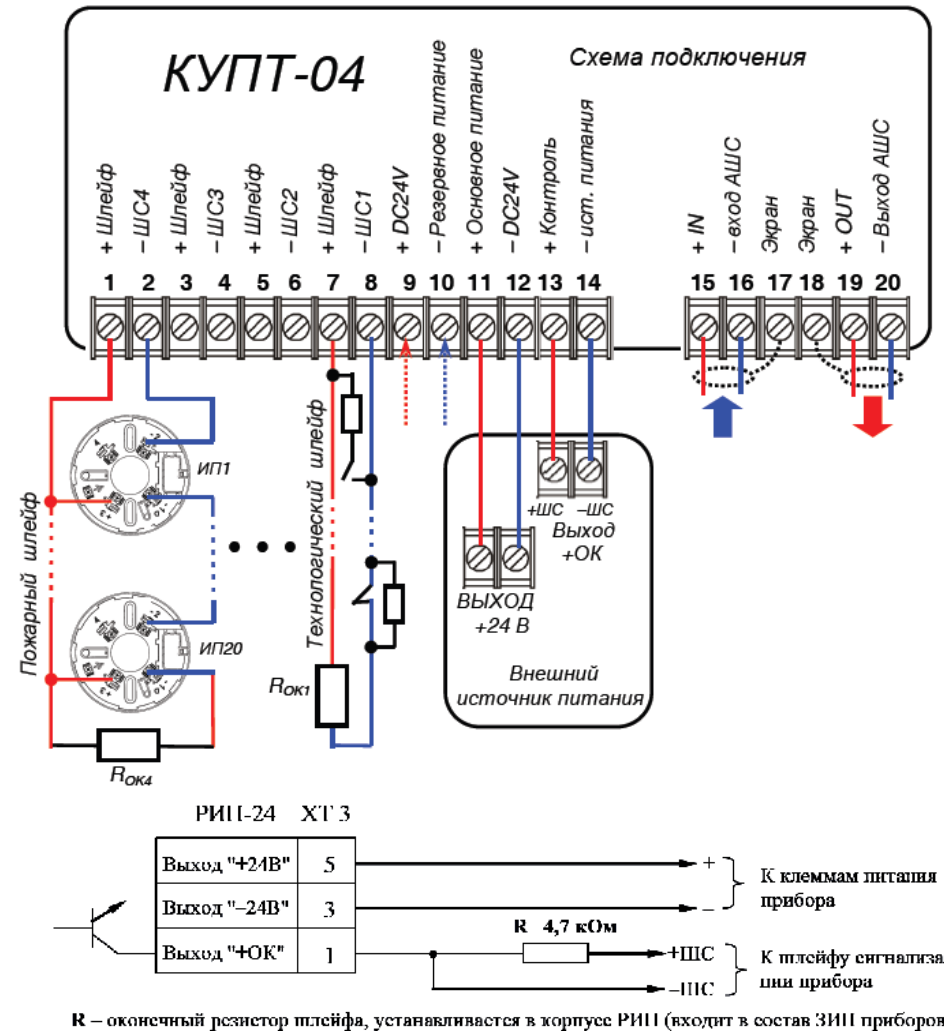 КУПТ-04
Схема подключения
+ Шлейф
– ШС4
+ Шлейф
– ШС3
+ Шлейф
– ШС2
+ Шлейф
– ШС1
+ DC24V
– Резервное питание
+ Основное питание
– DC24V
+ Контроль
– ист. питания
+ IN
– вход АШС
Экран
Экран
+ OUT
– Выход АШС
1 2 3 4 5 6 7 8 9 10 11 12 13 14 15 16 17 18 19 20
Пожарный шлейф
ИП1
ИП20
RОК4
Технологический шлейф
RОК1
+ШС –ШС
Выход
+ОК
ВЫХОД
+24 В
Внешний
источник питания
РИП-24 XT 3
Выход "+24В" 5 +
Выход "–24В" 3 –
К клеммам питания
прибора
R 4,7 кОм
Выход "+ОК" 1 +ШС
–ШС
К шлейфу сигнализа
ции прибора
R – оконечный резистор шлейфа, устанавливается в корпусе РИП (входит в состав ЗИП приборов